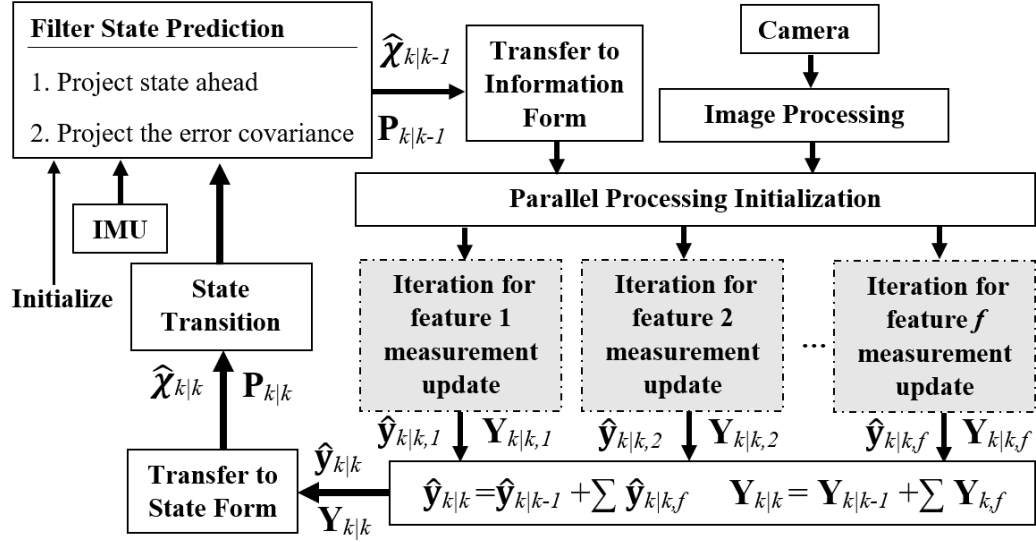 Filter State Prediction
1. Project state ahead
2. Project the error covariance
χ̂k|k-1
Pk|k-1
Transfer to
Information
Form
Camera
Image Processing
Parallel Processing Initialization
IMU
Initialize
State
Transition
Iteration for
feature 1
measurement
update
Iteration for
feature 2
measurement
update
...
Iteration for
feature f
measurement
update
χ̂k|k Pk|k
ŷk|k,1 Yk|k,1
ŷk|k,2 Yk|k,2
ŷk|k,f Yk|k,f
Transfer to
State Form
ŷk|k
Yk|k
ŷk|k =ŷk|k-1 +∑ ŷk|k,f Yk|k = Yk|k-1 +∑ Yk,f